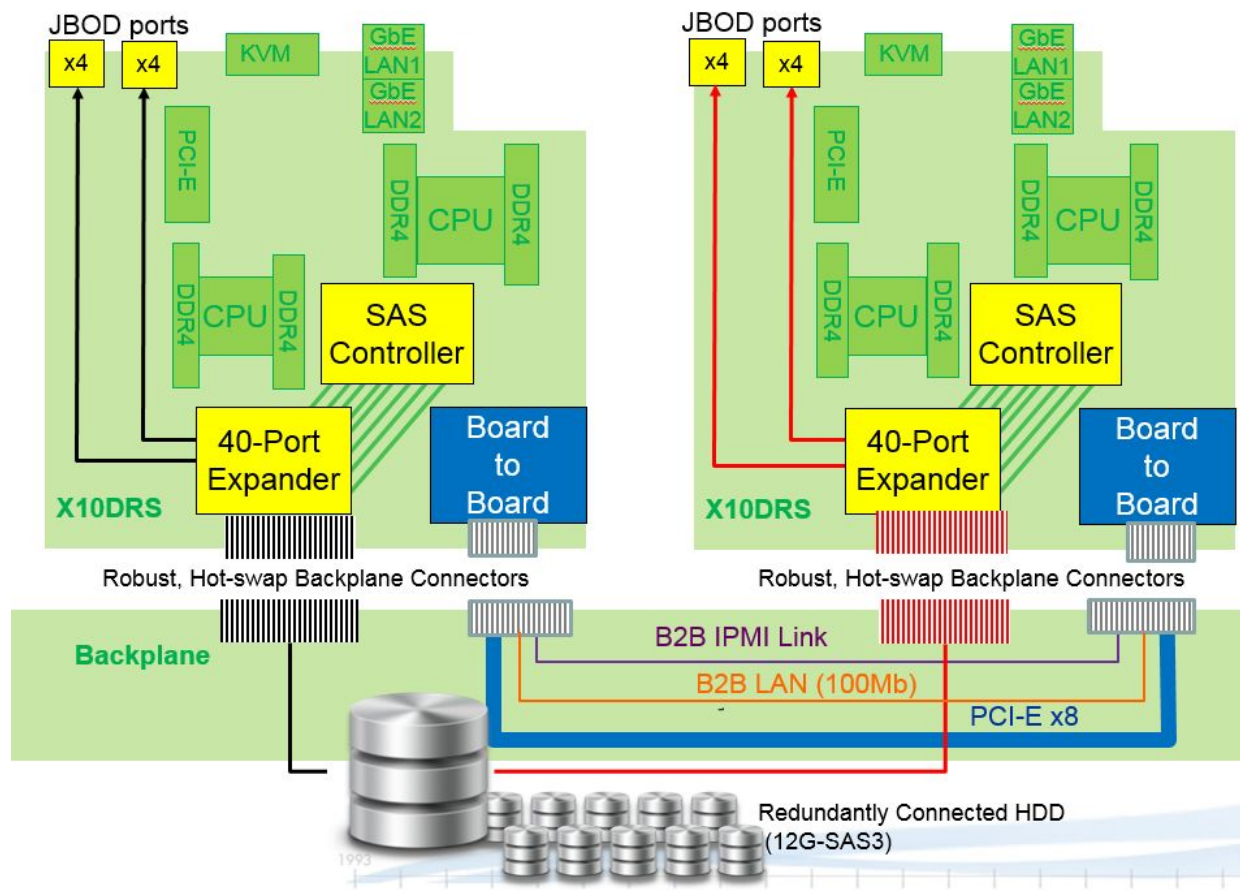 JBOD ports
x4
x4
KVM
GbE
LAN1
GbE
LAN2
PCI-E
DDR4
CPU
DDR4
DDR4
CPU
DDR4
SAS
Controller
40-Port
Expander
Board
to
Board
X10DRS
JBOD ports
x4
x4
KVM
GbE
LAN1
GbE
LAN2
PCI-E
DDR4
CPU
DDR4
DDR4
CPU
DDR4
SAS
Controller
40-Port
Expander
Board
to
Board
X10DRS
Robust, Hot-swap Backplane Connectors
Robust, Hot-swap Backplane Connectors
Backplane
B2B IPMI Link
B2B LAN (100Mb)
PCI-E x8
Redundantly Connected HDD
(12G-SAS3)
1993